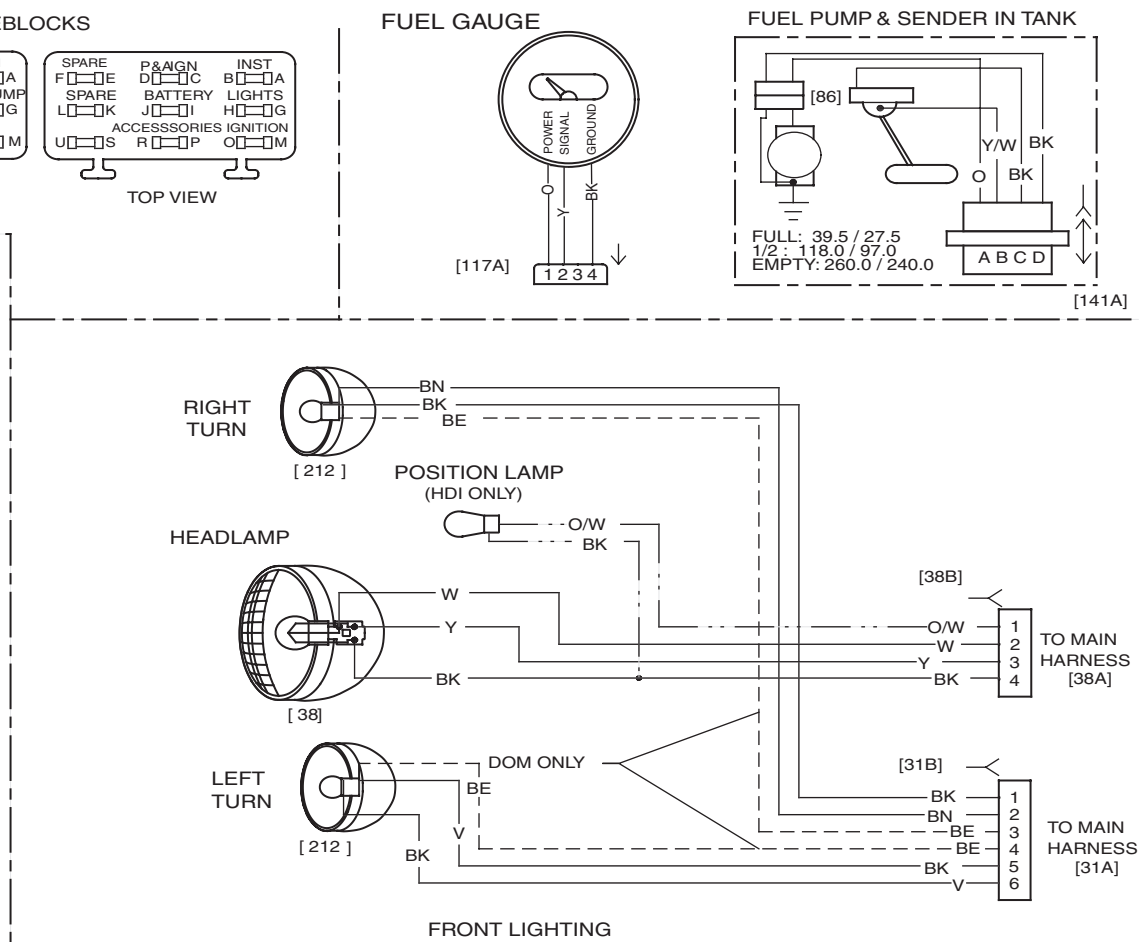 EBLOCKS
A
UMP
G
M
SPARE P&AIGN INST
F E D C B A
SPARE BATTERY LIGHTS
L K J I H G
ACCESSSORIES IGNITION
U S R P O M
TOP VIEW
FUEL GAUGE
POWER
SIGNAL
GROUND
O
Y
BK
[117A]
1 2 3 4
FUEL PUMP & SENDER IN TANK
[86]
Y/W
BK
O
BK
FULL: 39.5 / 27.5
1/2 : 118.0 / 97.0
EMPTY: 260.0 / 240.0
A B C D
[141A]
RIGHT
TURN
BN
BK
BE
[ 212 ]
POSITION LAMP
(HDI ONLY)
O/W
BK
HEADLAMP
W
Y
BK
[ 38]
[38B]
O/W 1
W 2
Y 3
BK 4
TO MAIN
HARNESS
[38A]
LEFT
TURN
BE
V
BK
[ 212 ]
DOM ONLY
[31B]
BK 1
BN 2
BE 3
BE 4
BK 5
V 6
TO MAIN
HARNESS
[31A]
FRONT LIGHTING